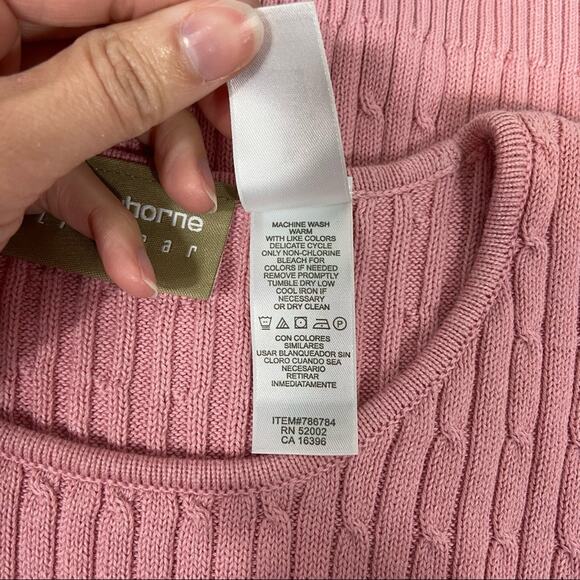 horne
ar
MACHINE WASH
WARM
WITH LIKE COLORS
DELICATE CYCLE
ONLY NON-CHLORINE
BLEACH FOR
COLORS IF NEEDED
REMOVE PROMPTLY
TUMBLE DRY LOW
COOL IRON IF
NECESSARY
OR DRY CLEAN
P
CON COLORES
SIMILARES
USAR BLANQUEADOR SIN
CLORO CUANDO SEA
NECESARIO
RETIRAR
INMEDIATAMENTE
ITEM#786784
RN 52002
CA 16396